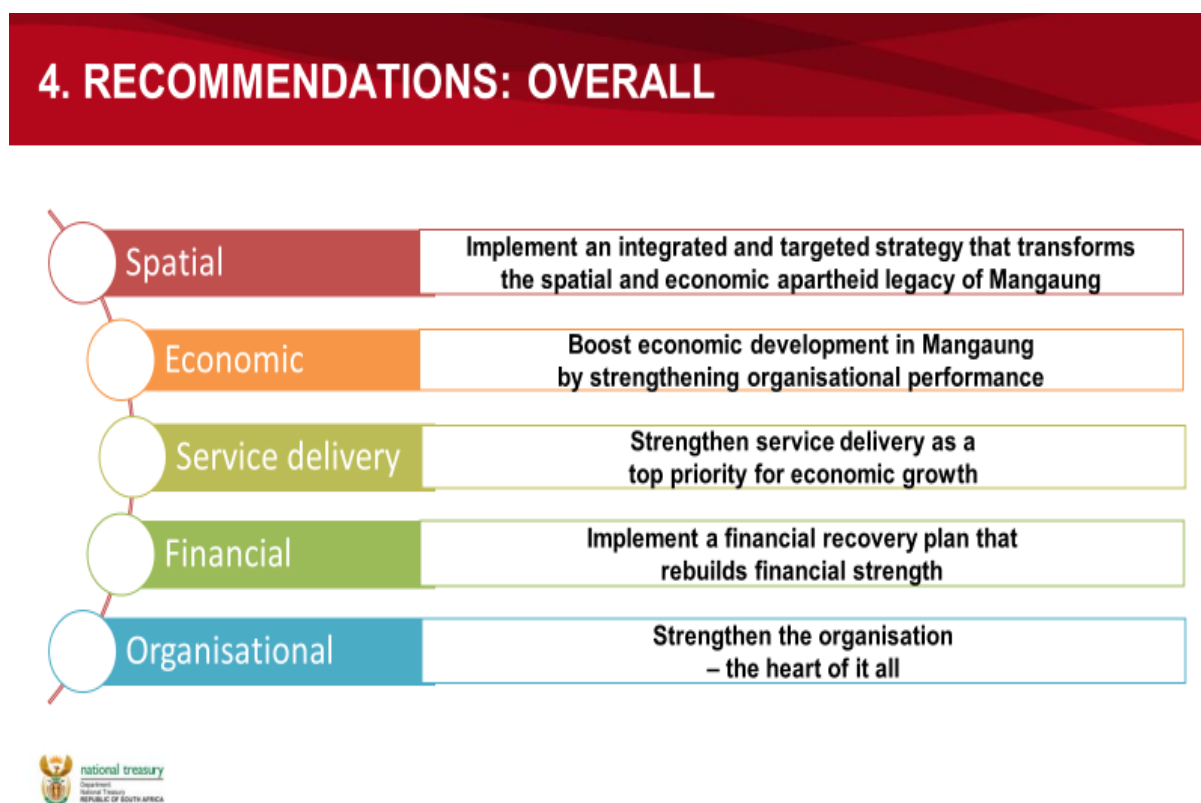 4. RECOMMENDATIONS: OVERALL
Spatial
Implement an integrated and targeted strategy that transforms
the spatial and economic apartheid legacy of Mangaung
Economic
Boost economic development in Mangaung
by strengthening organisational performance
Service delivery
Strengthen service delivery as a
top priority for economic growth
Financial
Implement a financial recovery plan that
rebuilds financial strength
Organisational
Strengthen the organisation
– the heart of it all
national treasury
Department:
National Treasury
REPUBLIC OF SOUTH AFRICA